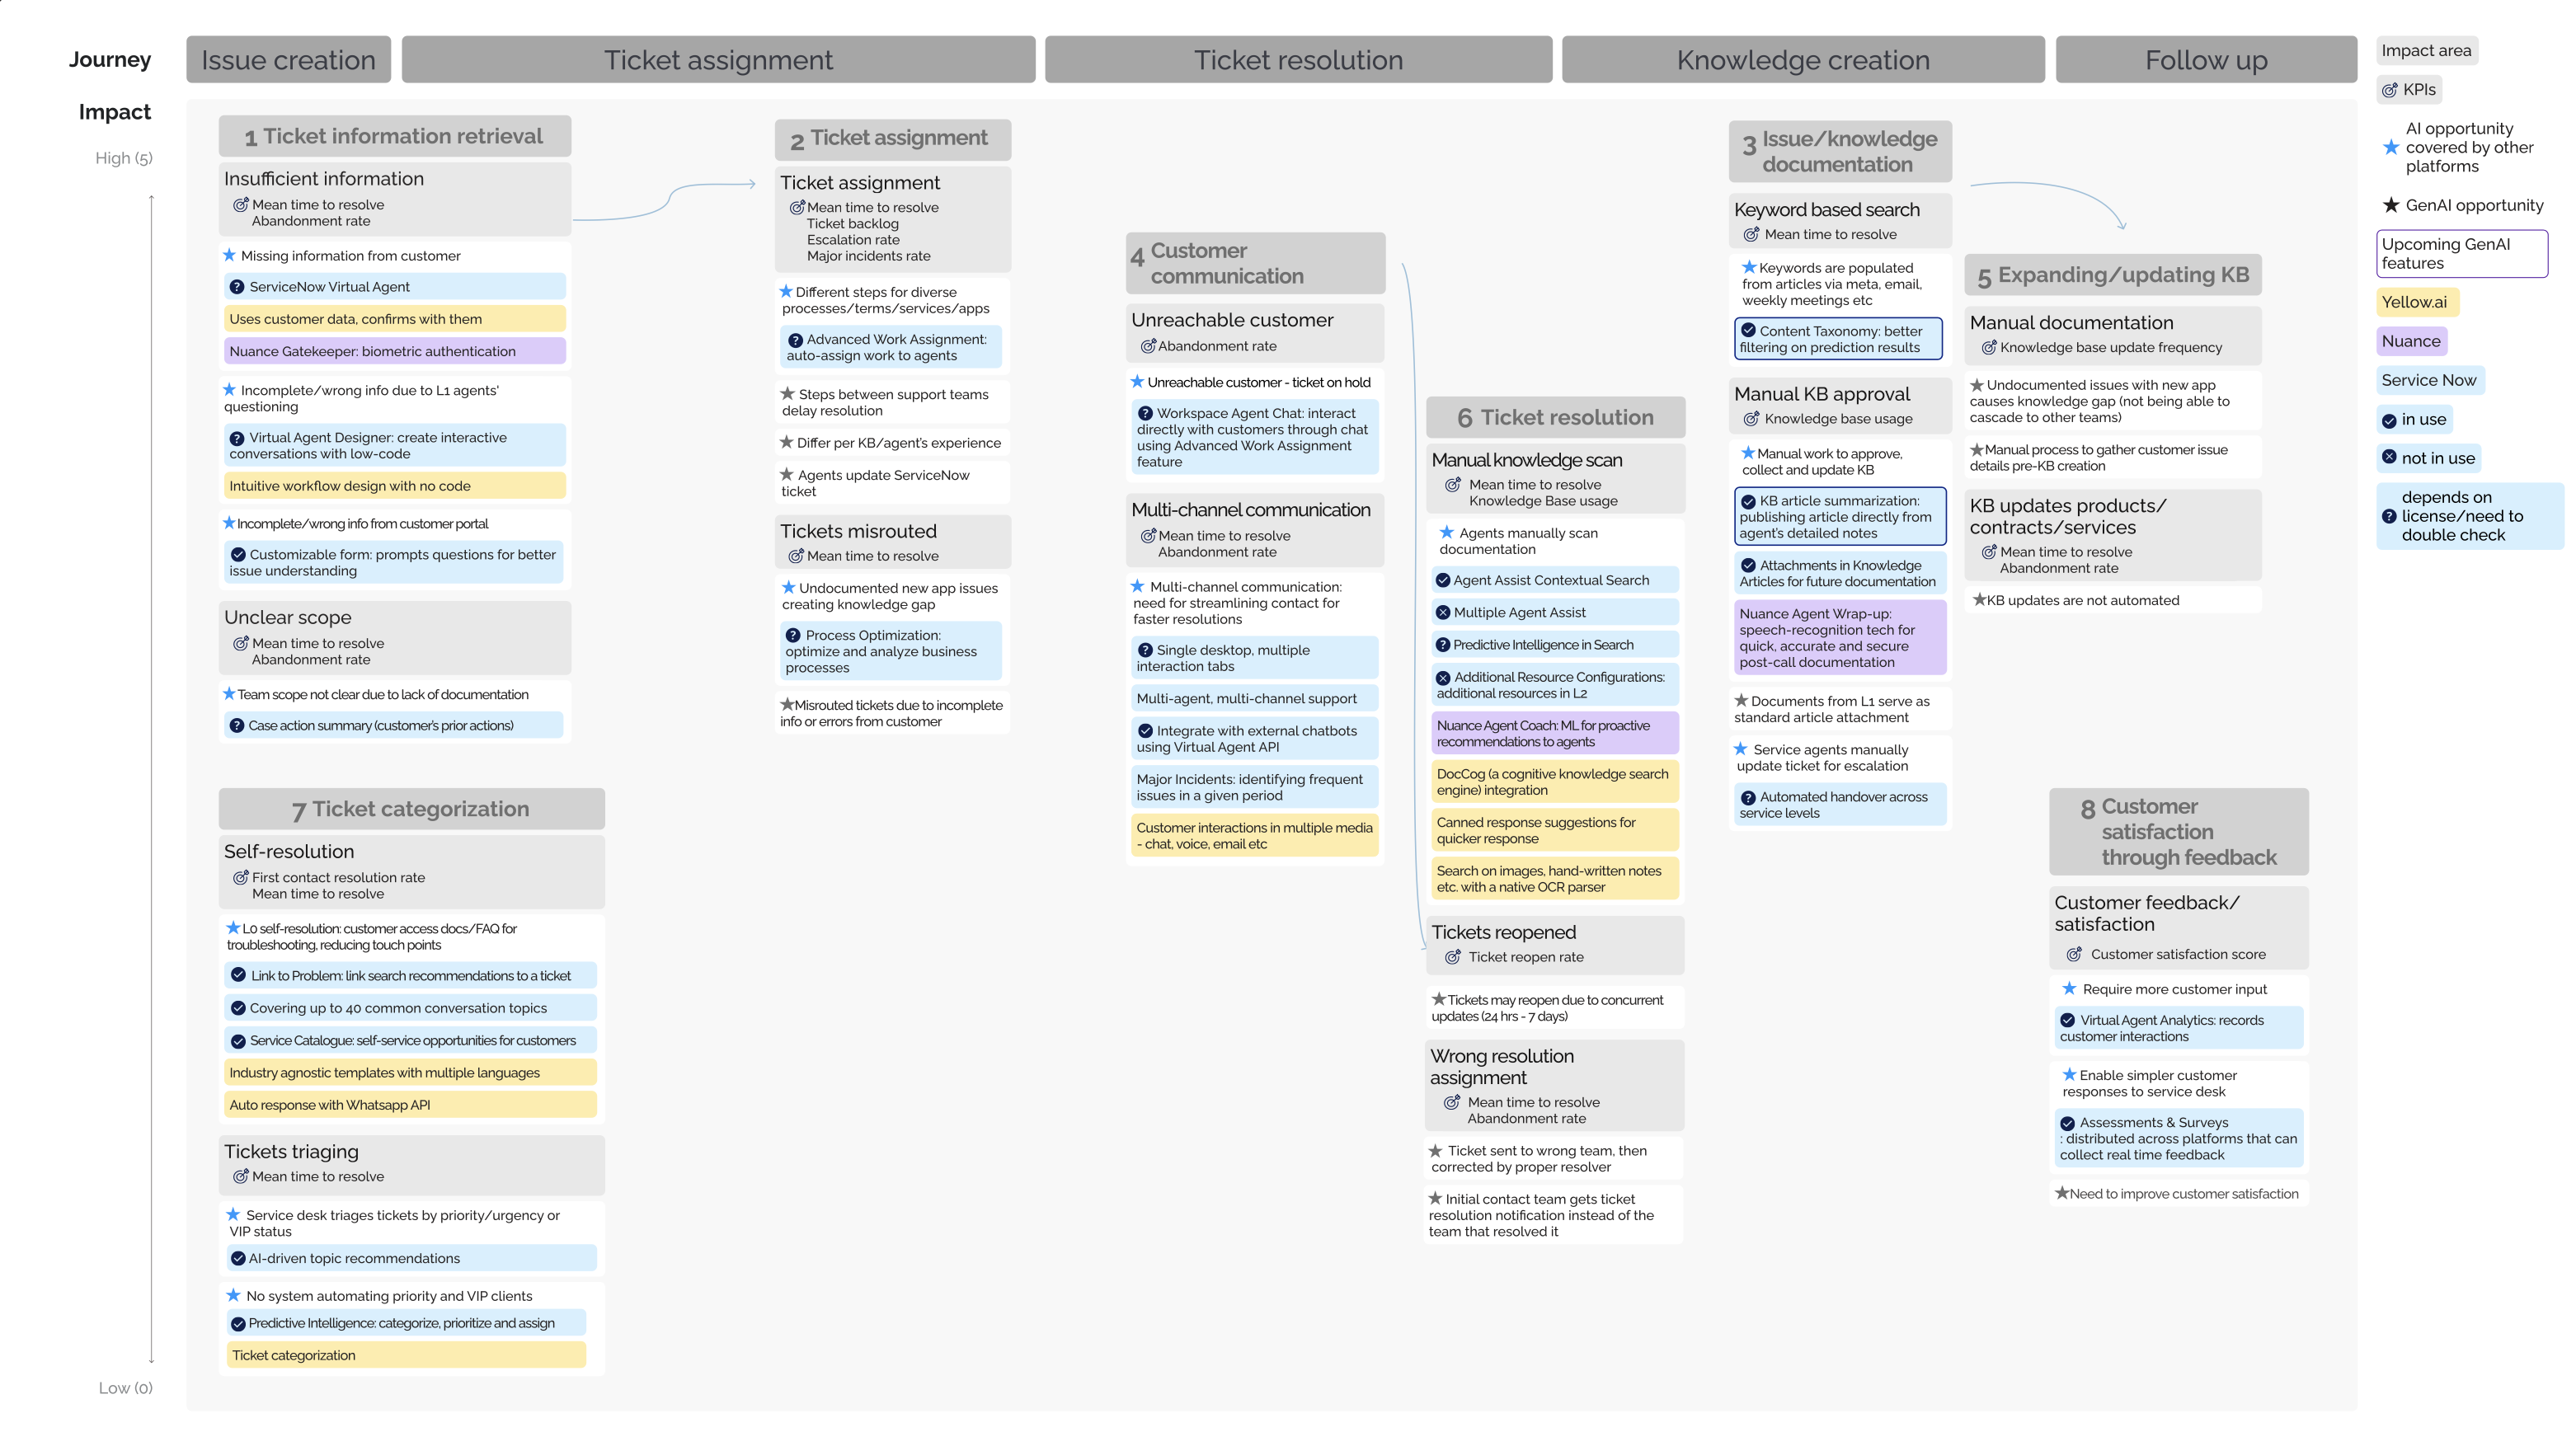 Journey
Issue creation
Ticket assignment
Ticket resolution
Knowledge creation
Follow up
Impact
High (5)
Low (0)
1 Ticket information retrieval
Insufficient information
Mean time to resolve
Abandonment rate
Missing information from customer
ServiceNow Virtual Agent
Uses customer data, confirms with them
Nuance Gatekeeper: biometric authentication
Incomplete/wrong info due to L1 agents'
questioning
Virtual Agent Designer: create interactive
conversations with low-code
Intuitive workflow design with no code
Incomplete/wrong info from customer portal
Customizable form: prompts questions for better
issue understanding
Unclear scope
Mean time to resolve
Abandonment rate
Team scope not clear due to lack of documentation
Case action summary (customer's prior actions)
7 Ticket categorization
Self-resolution
First contact resolution rate
Mean time to resolve
L0 self-resolution: customer access docs/FAQ for
troubleshooting, reducing touch points
Link to Problem: link search recommendations to a ticket
Covering up to 40 common conversation topics
Service Catalogue: self-service opportunities for customers
Industry agnostic templates with multiple languages
Auto response with Whatsapp API
Tickets triaging
Mean time to resolve
Service desk triages tickets by priority/urgency or
VIP status
AI-driven topic recommendations
No system automating priority and VIP clients
Predictive Intelligence: categorize, prioritize and assign
Ticket categorization
2 Ticket assignment
Ticket assignment
Mean time to resolve
Ticket backlog
Escalation rate
Major incidents rate
Different steps for diverse
processes/terms/services/apps
Advanced Work Assignment:
auto-assign work to agents
Steps between support teams
delay resolution
Differ per KB/agent's experience
Agents update ServiceNow
ticket
Tickets misrouted
Mean time to resolve
Undocumented new app issues
creating knowledge gap
Process Optimization:
optimize and analyze business
processes
Misrouted tickets due to incomplete
info or errors from customer
4 Customer
communication
Unreachable customer
Abandonment rate
Unreachable customer - ticket on hold
Workspace Agent Chat: interact
directly with customers through chat
using Advanced Work Assignment
feature
Multi-channel communication
Mean time to resolve
Abandonment rate
Multi-channel communication:
need for streamlining contact for
faster resolutions
Single desktop, multiple
interaction tabs
Multi-agent, multi-channel support
Integrate with external chatbots
using Virtual Agent API
Major Incidents: identifying frequent
issues in a given period
Customer interactions in multiple media
- chat, voice, email etc
6 Ticket resolution
Manual knowledge scan
Mean time to resolve
Knowledge Base usage
Agents manually scan
documentation
Agent Assist Contextual Search
Multiple Agent Assist
Predictive Intelligence in Search
Additional Resource Configurations:
additional resources in L2
Nuance Agent Coach: ML for proactive
recommendations to agents
DocCog (a cognitive knowledge search
engine) integration
Canned response suggestions for
quicker response
Search on images, hand-written notes
etc. with a native OCR parser
Tickets reopened
Ticket reopen rate
Tickets may reopen due to concurrent
updates (24 hrs - 7 days)
Wrong resolution
assignment
Mean time to resolve
Abandonment rate
Ticket sent to wrong team, then
corrected by proper resolver
Initial contact team gets ticket
resolution notification instead of the
team that resolved it
3 Issue/knowledge
documentation
Keyword based search
Mean time to resolve
Keywords are populated
from articles via meta, email,
weekly meetings etc
Content Taxonomy: better
filtering on prediction results
Manual KB approval
Knowledge base usage
Manual work to approve,
collect and update KB
KB article summarization:
publishing article directly from
agent's detailed notes
Attachments in Knowledge
Articles for future documentation
Nuance Agent Wrap-up:
speech-recognition tech for
quick, accurate and secure
post-call documentation
Documents from L1 serve as
standard article attachment
Service agents manually
update ticket for escalation
Automated handover across
service levels
5 Expanding/updating KB
Manual documentation
Knowledge base update frequency
Undocumented issues with new app
causes knowledge gap (not being able to
cascade to other teams)
Manual process to gather customer issue
details pre-KB creation
KB updates products/
contracts/services
Mean time to resolve
Abandonment rate
KB updates are not automated
8 Customer
satisfaction
through feedback
Customer feedback/
satisfaction
Customer satisfaction score
Require more customer input
Virtual Agent Analytics: records
customer interactions
Enable simpler customer
responses to service desk
Assessments & Surveys
: distributed across platforms that can
collect real time feedback
Need to improve customer satisfaction
Impact area
KPIs
AI opportunity
covered by other
platforms
GenAI opportunity
Upcoming GenAI
features
Yellow.ai
Nuance
Service Now
in use
not in use
depends on
license/need to
double check